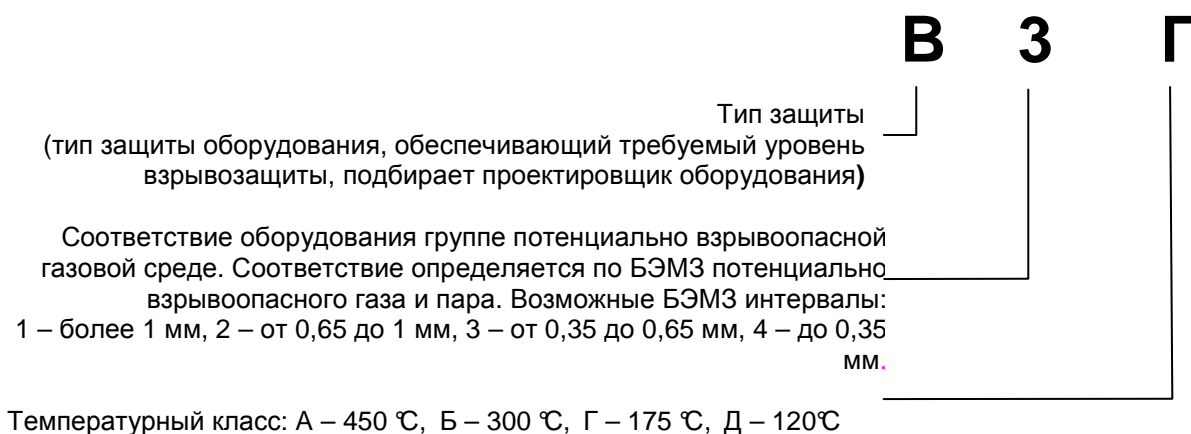 В 3 Г
Тип защиты
(тип защиты оборудования, обеспечивающий требуемый уровень
взрывозащиты, подбирает проектировщик оборудования)
Соответствие оборудования группе потенциально взрывоопасной
газовой среде. Соответствие определяется по БЭМЗ потенциально
взрывоопасного газа и пара. Возможные БЭМЗ интервалы:
1 – более 1 мм, 2 – от 0,65 до 1 мм, 3 – от 0,35 до 0,65 мм, 4 – до 0,35
мм.
Температурный класс: А – 450 ℃, Б – 300 ℃, Г – 175 ℃, Д – 120℃